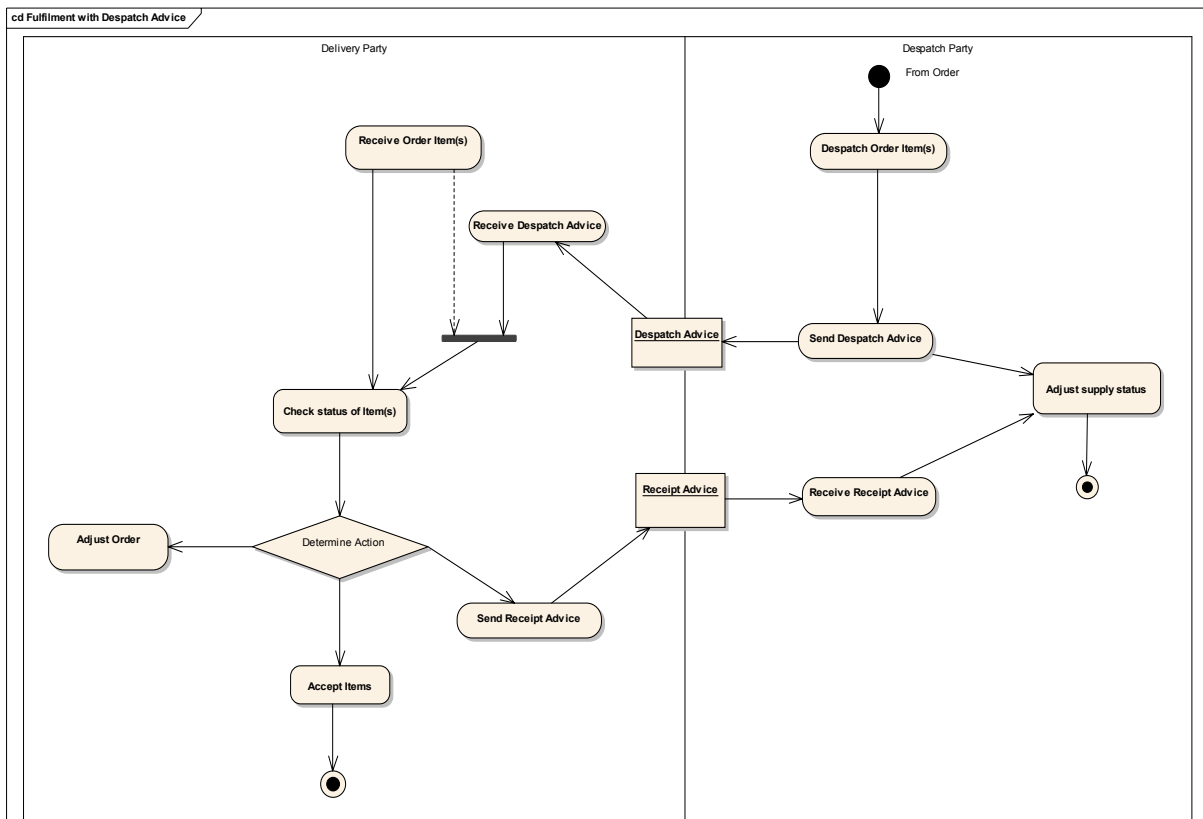 cd Fulfilment with Despatch Advice
Delivery Party
Despatch Party
From Order
Receive Order Item(s)
Despatch Order Item(s)
Receive Despatch Advice
Despatch Advice
Send Despatch Advice
Adjust supply status
Check status of Item(s)
Receipt Advice
Receive Receipt Advice
Adjust Order
Determine Action
Send Receipt Advice
Accept Items